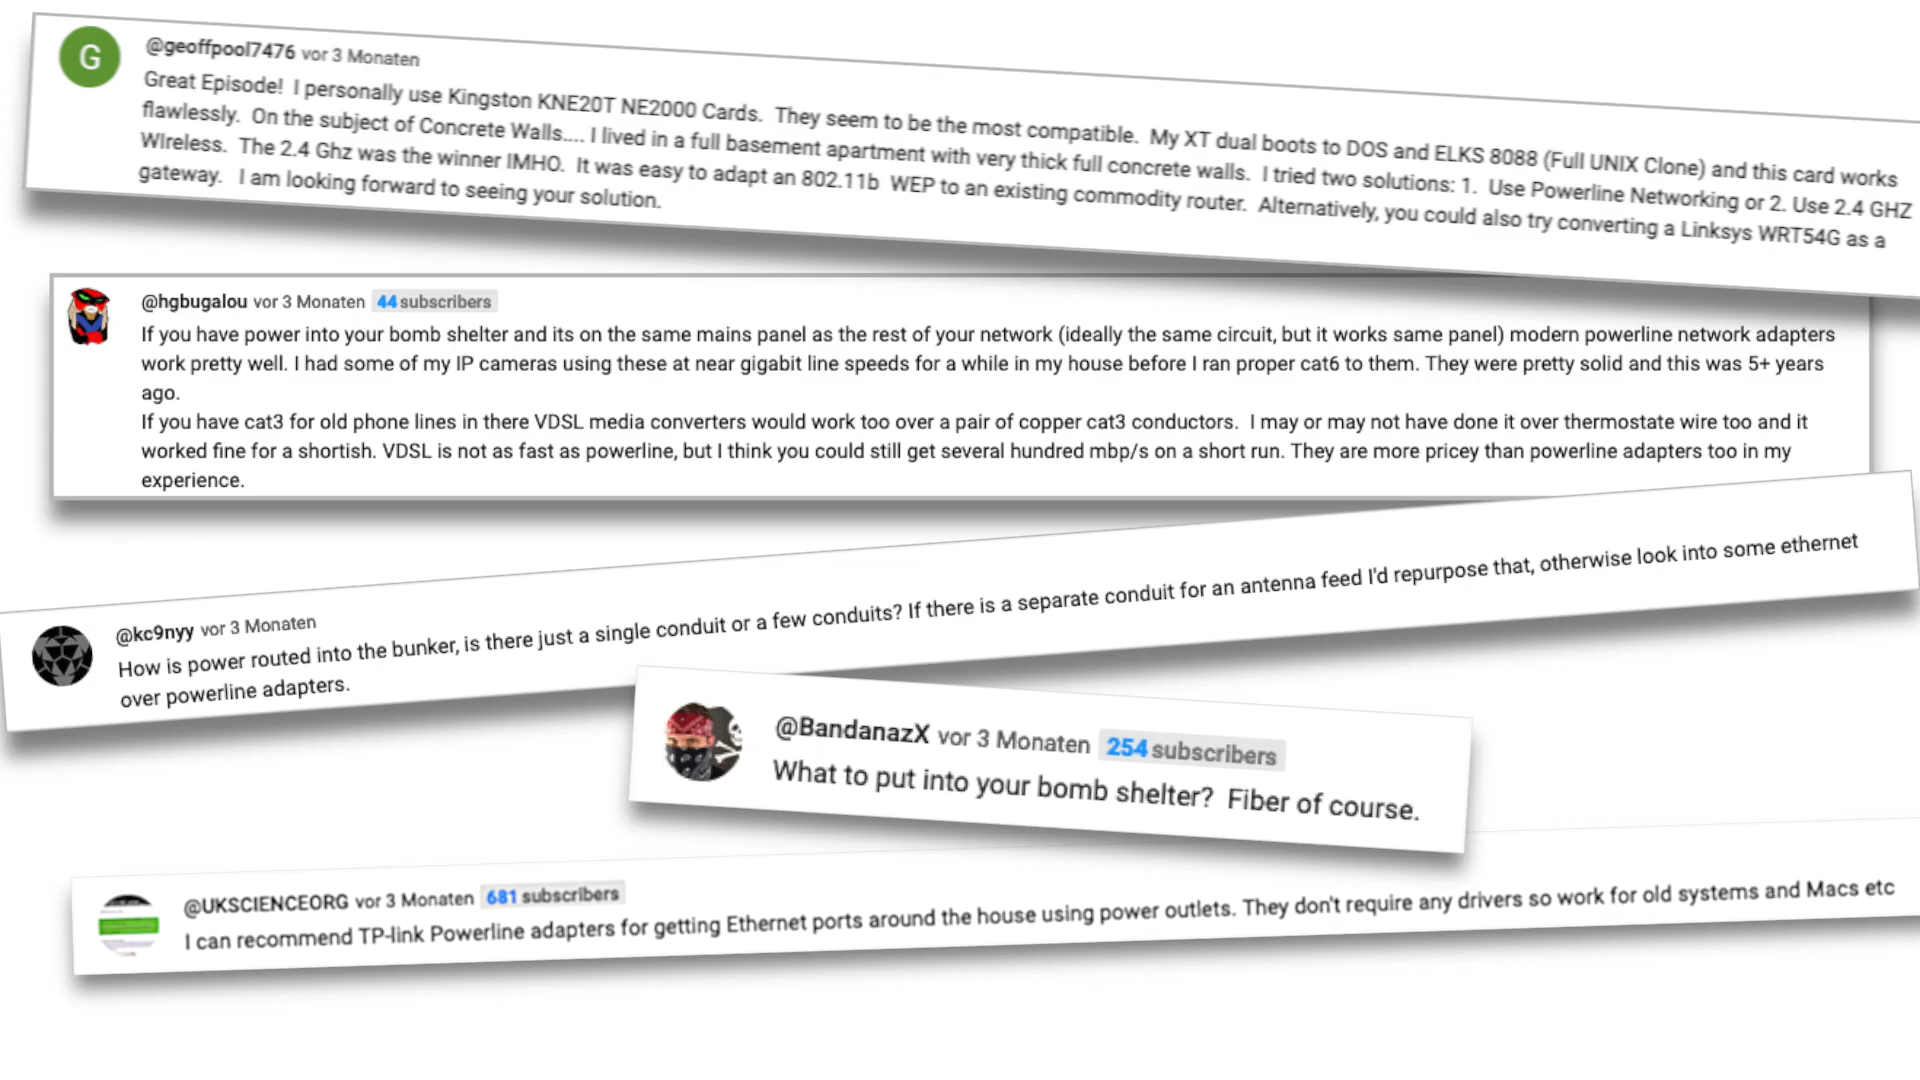 G
@geoffpool7476 vor 3 Monaten
Great Episode!  I personally use Kingston KNE20T NE2000 Cards.  They seem to be the most compatible.  My XT dual boots to DOS and ELKS 8088 (Full UNIX Clone) and this card works
flawlessly.  On the subject of Concrete Walls.... I lived in a full basement apartment with very thick full concrete walls.  I tried two solutions: 1.  Use Powerline Networking or 2. Use 2.4 GHZ
WIreless.  The 2.4 Ghz was the winner IMHO.  It was easy to adapt an 802.11b  WEP to an existing commodity router.  Alternatively, you could also try converting a Linksys WRT54G as a
gateway.   I am looking forward to seeing your solution.
@hgbugalou vor 3 Monaten 44 subscribers
If you have power into your bomb shelter and its on the same mains panel as the rest of your network (ideally the same circuit, but it works same panel) modern powerline network adapters
work pretty well. I had some of my IP cameras using these at near gigabit line speeds for a while in my house before I ran proper cat6 to them. They were pretty solid and this was 5+ years
ago.
If you have cat3 for old phone lines in there VDSL media converters would work too over a pair of copper cat3 conductors.  I may or may not have done it over thermostate wire too and it
worked fine for a shortish. VDSL is not as fast as powerline, but I think you could still get several hundred mbp/s on a short run. They are more pricey than powerline adapters too in my
experience.
@kc9nyy vor 3 Monaten
How is power routed into the bunker, is there just a single conduit or a few conduits? If there is a separate conduit for an antenna feed I'd repurpose that, otherwise look into some ethernet
over powerline adapters.
@BandanazX vor 3 Monaten 254 subscribers
What to put into your bomb shelter?  Fiber of course.
@UKSCIENCEORG vor 3 Monaten 681 subscribers
I can recommend TP-link Powerline adapters for getting Ethernet ports around the house using power outlets. They don't require any drivers so work for old systems and Macs etc